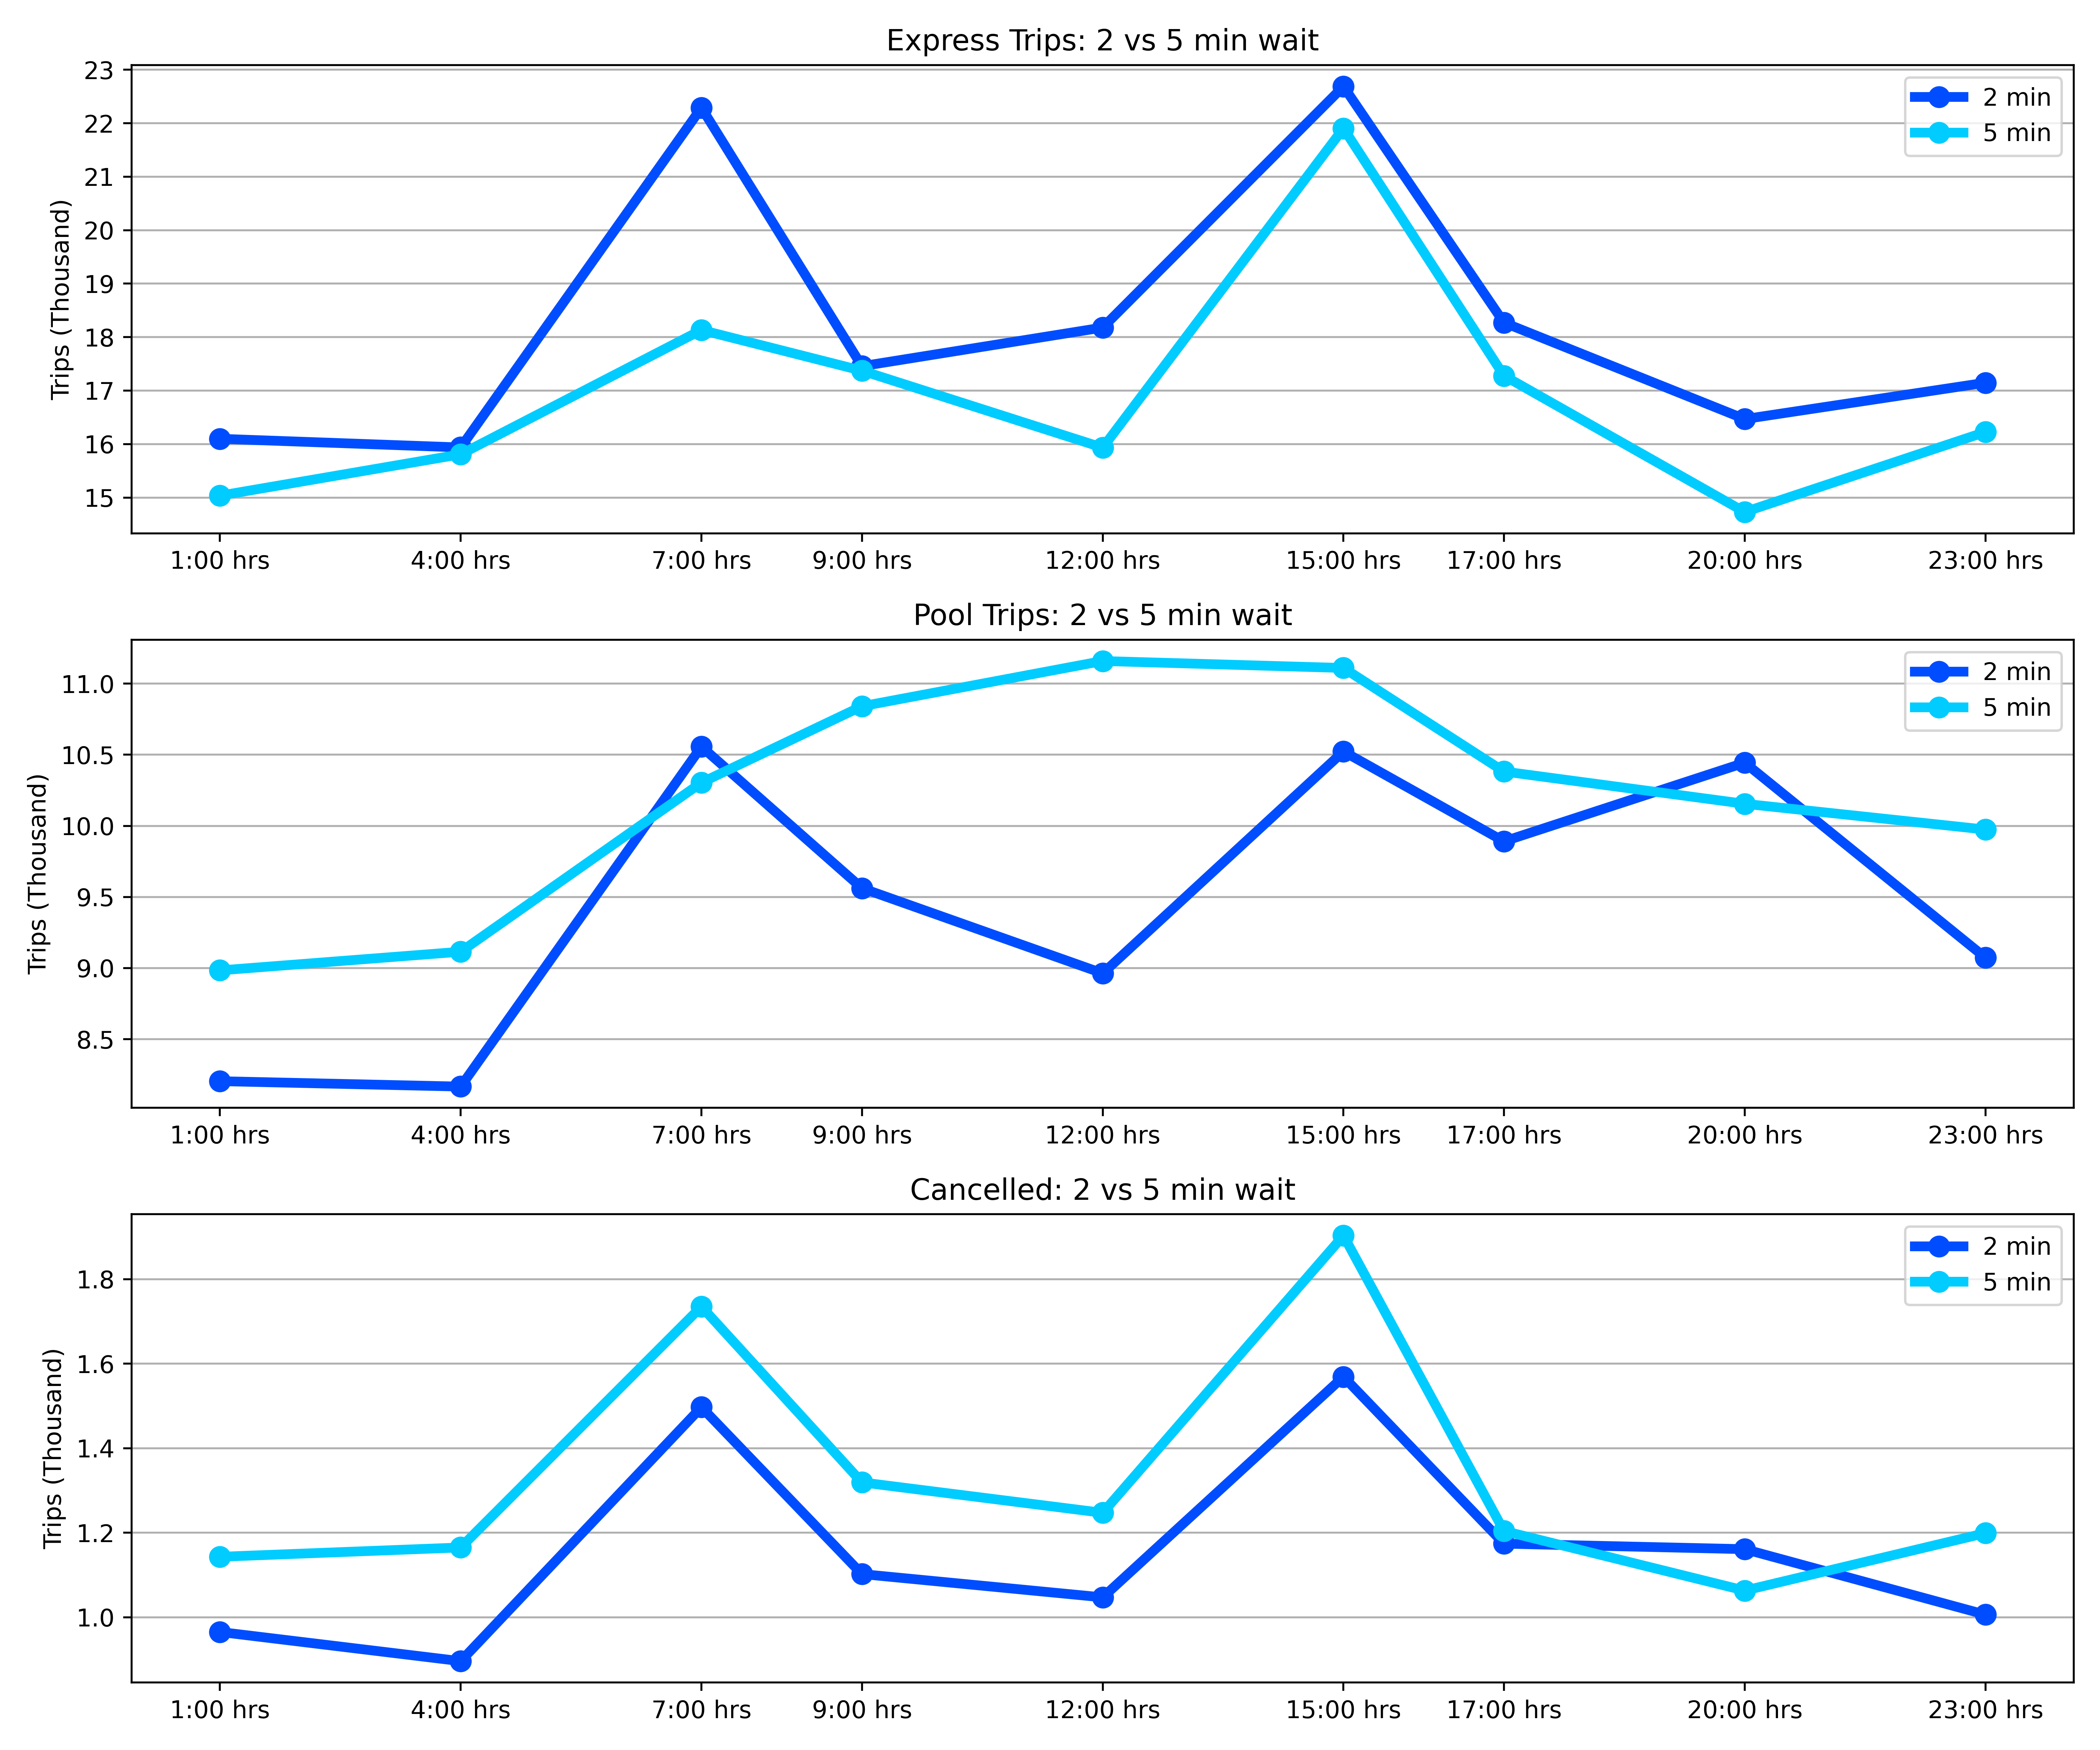 Express Trips: 2 vs 5 min wait
Trips (Thousand)
23
22
21
20
19
18
17
16
15
2 min
5 min
1:00 hrs 4:00 hrs 7:00 hrs 9:00 hrs 12:00 hrs 15:00 hrs 17:00 hrs 20:00 hrs 23:00 hrs
Pool Trips: 2 vs 5 min wait
Trips (Thousand)
11.0
10.5
10.0
9.5
9.0
8.5
2 min
5 min
1:00 hrs 4:00 hrs 7:00 hrs 9:00 hrs 12:00 hrs 15:00 hrs 17:00 hrs 20:00 hrs 23:00 hrs
Cancelled: 2 vs 5 min wait
Trips (Thousand)
1.8
1.6
1.4
1.2
1.0
2 min
5 min
1:00 hrs 4:00 hrs 7:00 hrs 9:00 hrs 12:00 hrs 15:00 hrs 17:00 hrs 20:00 hrs 23:00 hrs